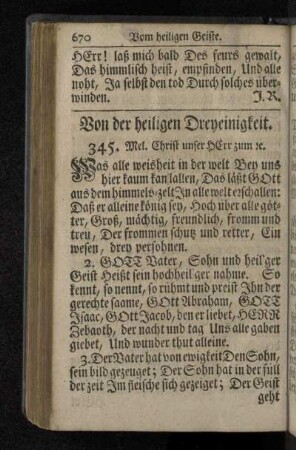 670 Vom heiligen Geiste.
HErr! laß mich bald Des feurs gewalt,
Das himmlisch heist, empfinden, Und alle
noht, Ja selbst den tod Durch solches über-
winden. J. R.
Von der heiligen Dreyeinigkeit.
345. Mel. Christ unser HErr zum ꝛc.
Was alle weisheit in der welt Bey uns
hier kaum kan lallen, Das läßt GOtt
aus dem himmels-zelt In alle welt erschallen:
Daß er alleine könig sey, Hoch über alle göt-
ter, Groß, mächtig, freundlich, fromm und
treu, Der frommen schutz und retter, Ein
wesen, drey personen.
2. GOTT Vater, Sohn und heil'ger
Geist Heißt sein hochheil'ger nahme. So
kennt, so nennt, so rühmt und preist Ihn der
gerechte saame, GOtt Abraham, GOTT
Isaac, GOtt Jacob, den er liebet, HERR
Zebaoth, der nacht und tag Uns alle gaben
giebet, Und wunder thut alleine.
3. Der Vater hat von ewigkeit Den Sohn,
sein bild gezeuget; Der Sohn hat in der füll
der zeit Im fleische sich gezeiget; Der Geist
geht